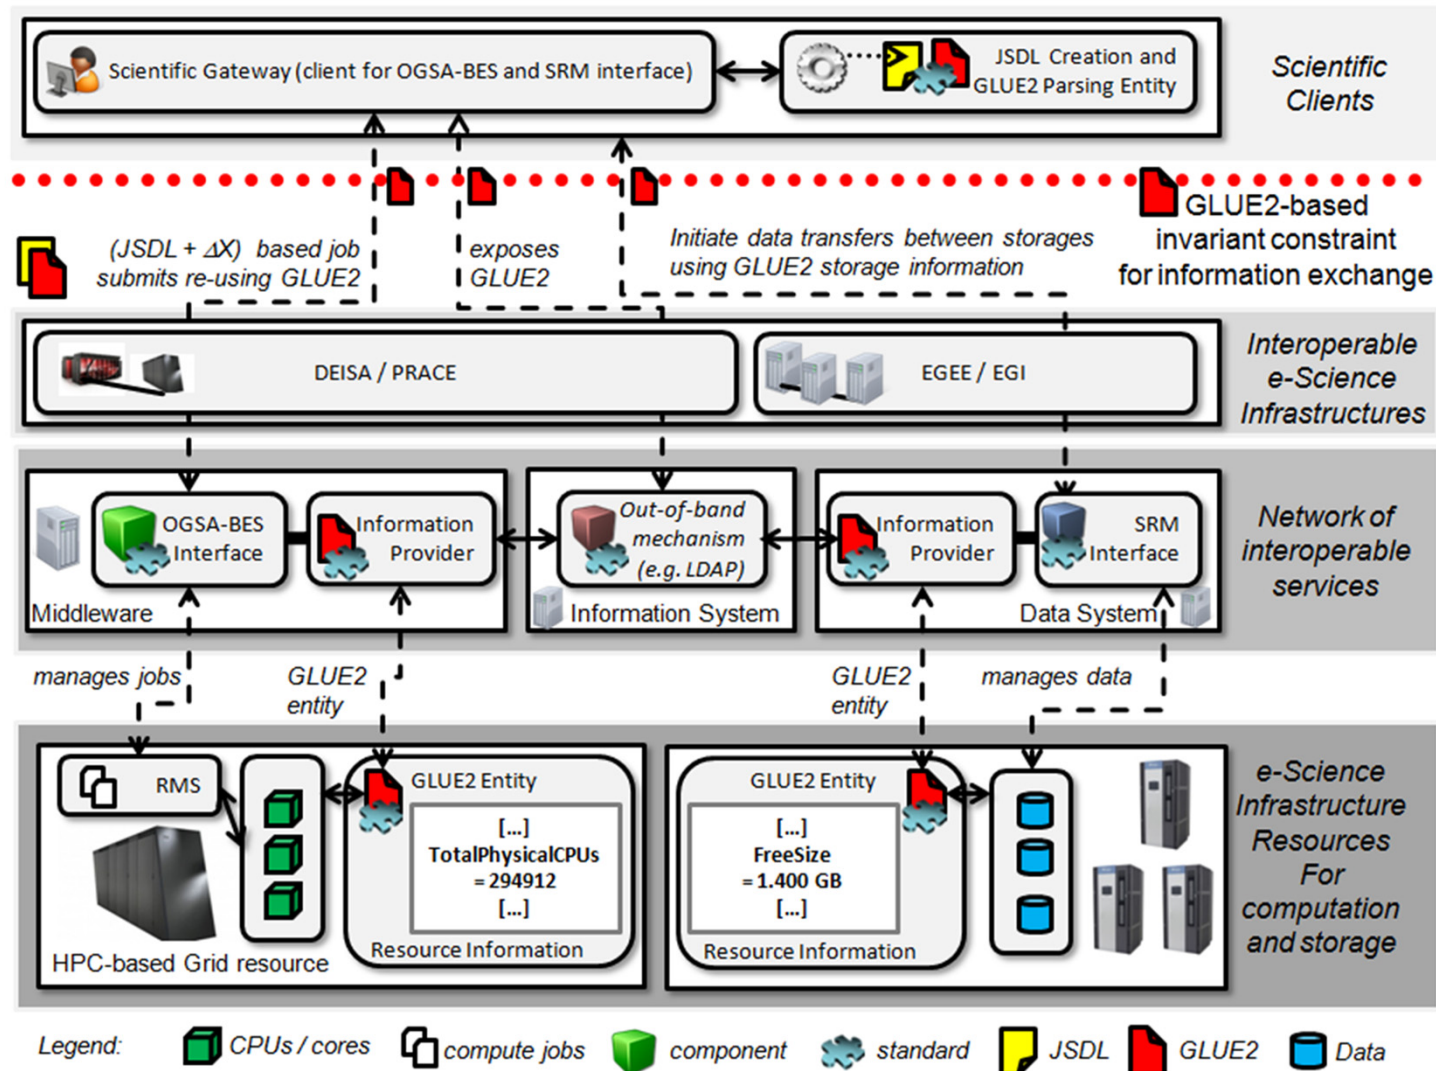 Scientific Gateway (client for OGSA-BES and SRM interface)
JSDL Creation and
GLUE2 Parsing Entity
Scientific
Clients
(JSDL + ΔX) based job
submits re-using GLUE2
exposes
GLUE2
Initiate data transfers between storages
using GLUE2 storage information
GLUE2-based
invariant constraint
for information exchange
DEISA / PRACE
EGEE / EGI
Interoperable
e-Science
Infrastructures
OGSA-BES
Interface
Information
Provider
Middleware
Out-of-band
mechanism
(e.g. LDAP)
Information System
Information
Provider
SRM
Interface
Data System
Network of
interoperable
services
manages jobs
GLUE2
entity
GLUE2
entity
manages data
RMS
HPC-based Grid resource
GLUE2 Entity
[...]
TotalPhysicalCPUs
= 294912
[...]
Resource Information
GLUE2 Entity
[...]
FreeSize
= 1.400 GB
[...]
Resource Information
e-Science
Infrastructure
Resources
For
computation
and storage
Legend:
CPUs / cores
compute jobs
component
standard
JSDL
GLUE2
Data